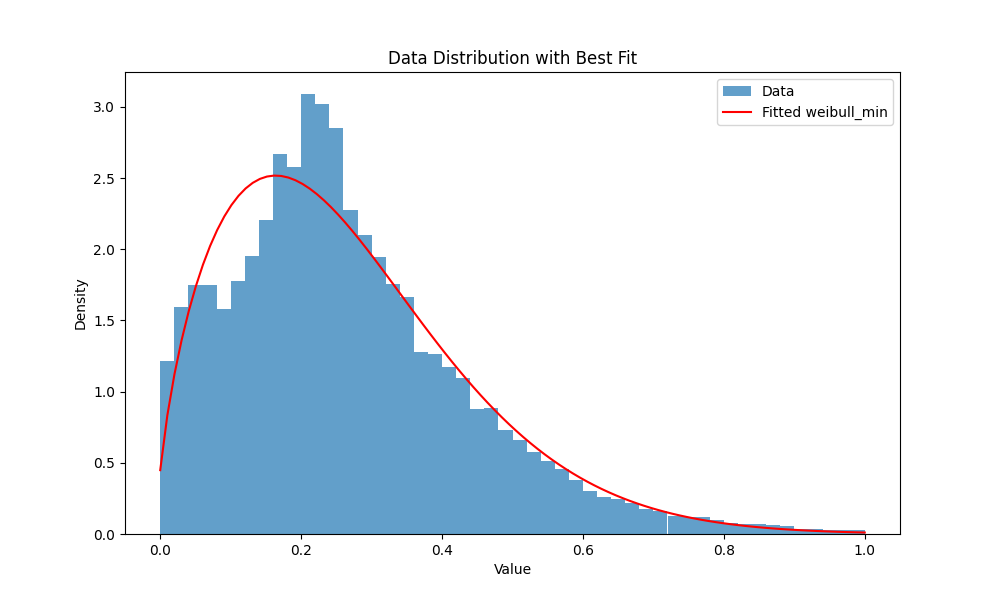 Data Distribution with Best Fit
Data
Fitted weibull_min
3.0
2.5
2.0
1.5
1.0
0.5
0.0
Density
0.0 0.2 0.4 0.6 0.8 1.0
Value